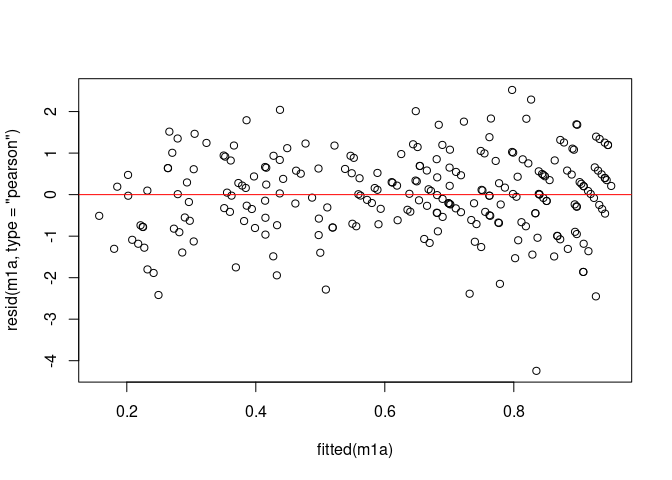 resid(m1a, type = "pearson")
2
1
0
-1
-2
-3
-4
0.2 0.4 0.6 0.8
fitted(m1a)